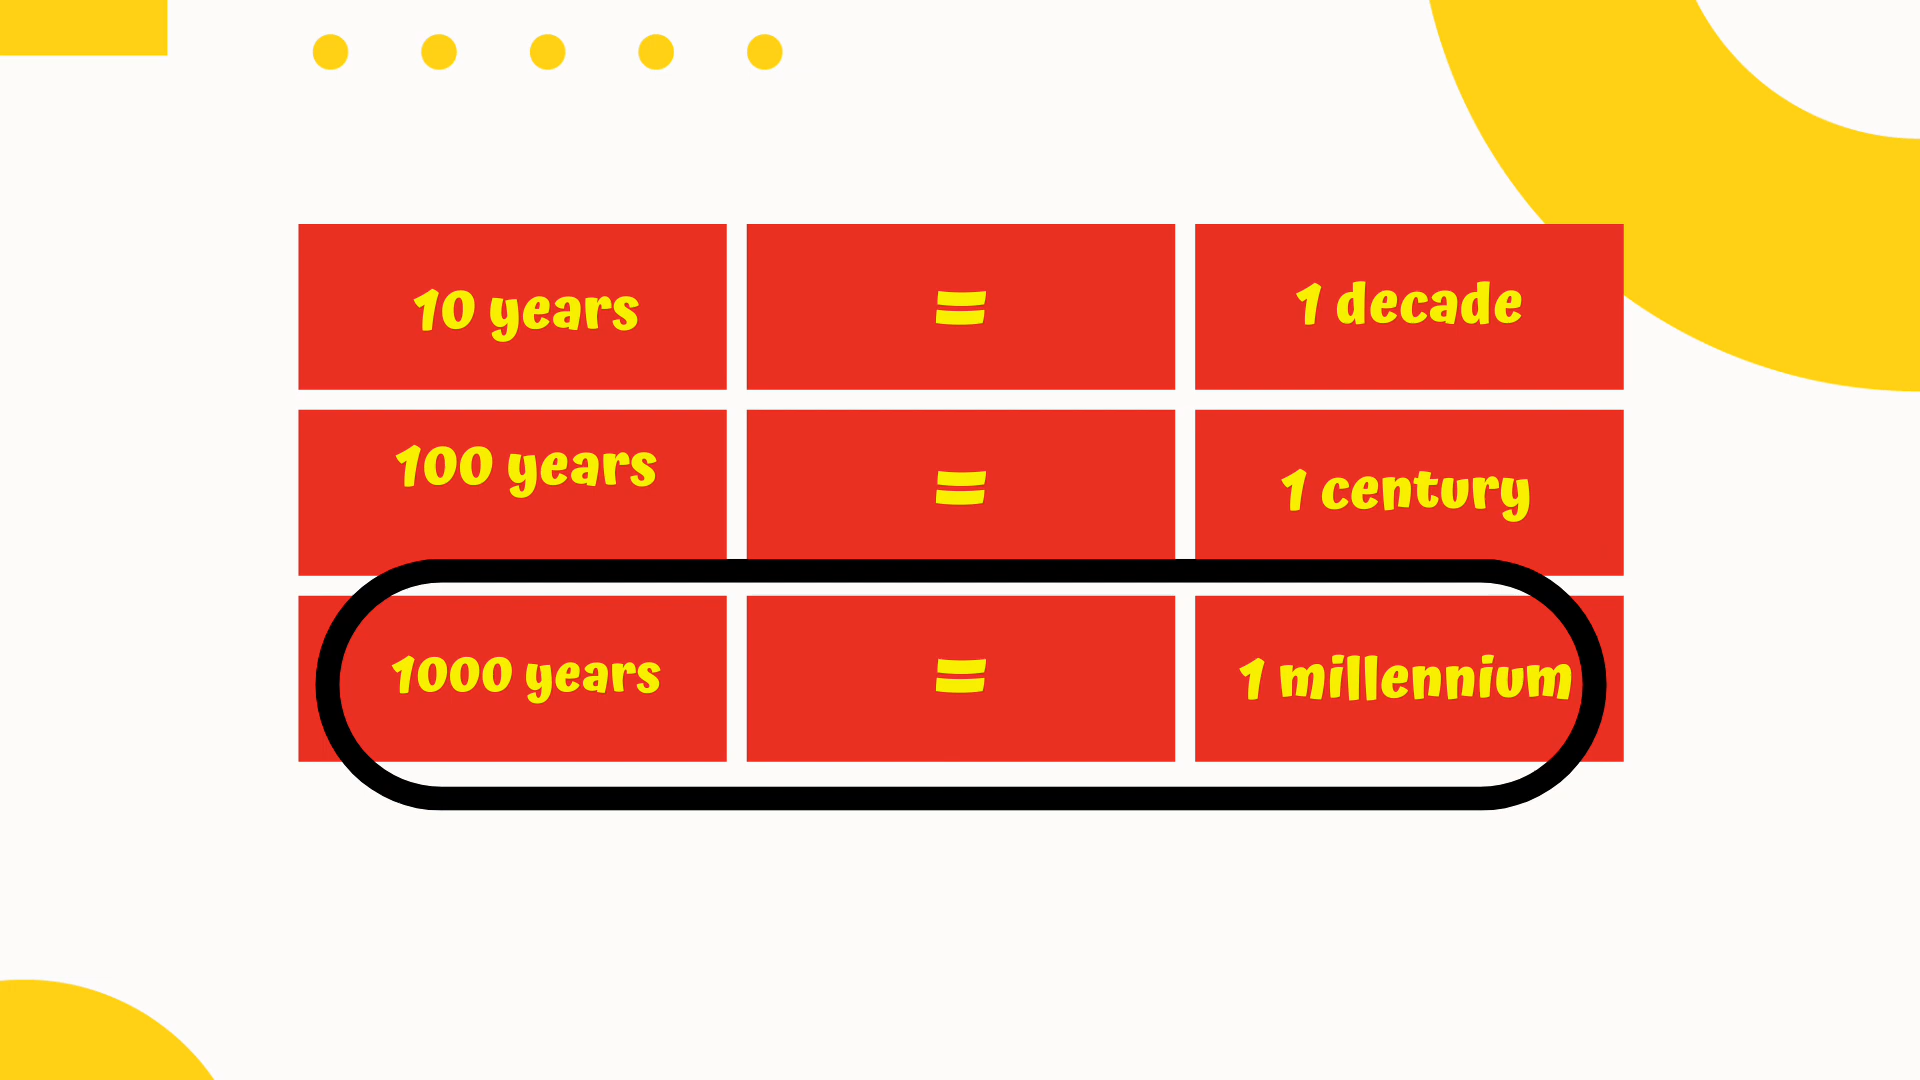 10 years = 1 decade
100 years = 1 century
1000 years = 1 millennium